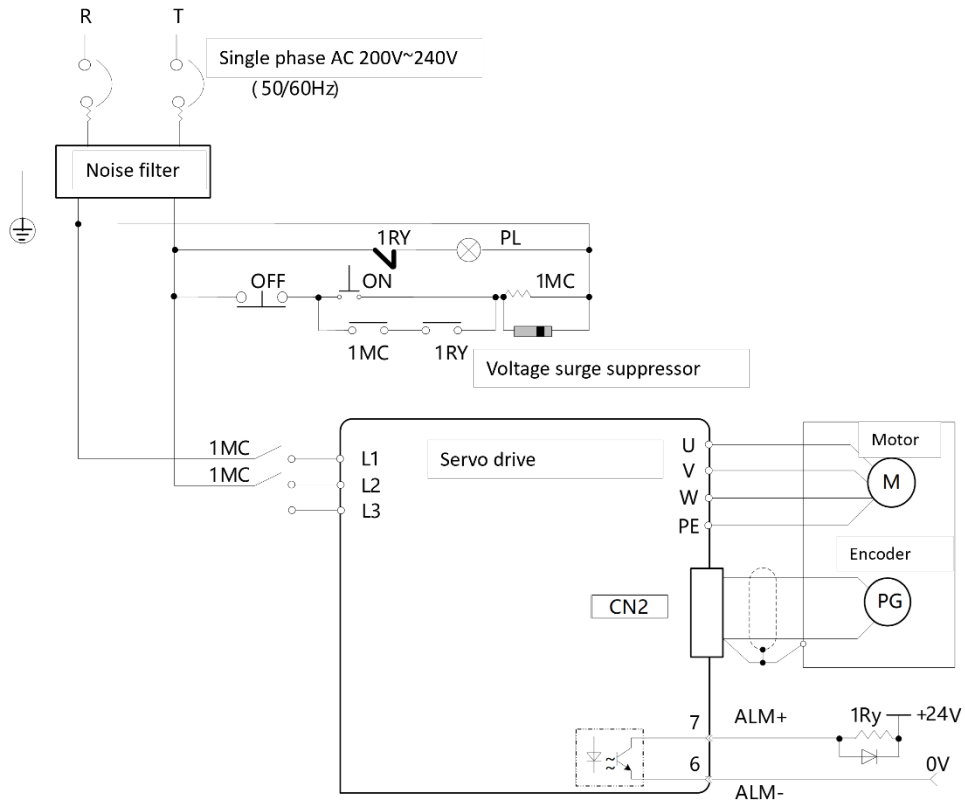 R T
Single phase AC 200V~240V
( 50/60Hz)
Noise filter
1RY PL
OFF ON 1MC
1MC 1RY
Voltage surge suppressor
1MC
1MC
L1
L2
L3
Servo drive
U
V
W
PE
Motor
M
Encoder
PG
CN2
7 ALM+ 1Ry +24V
6 0V
ALM-